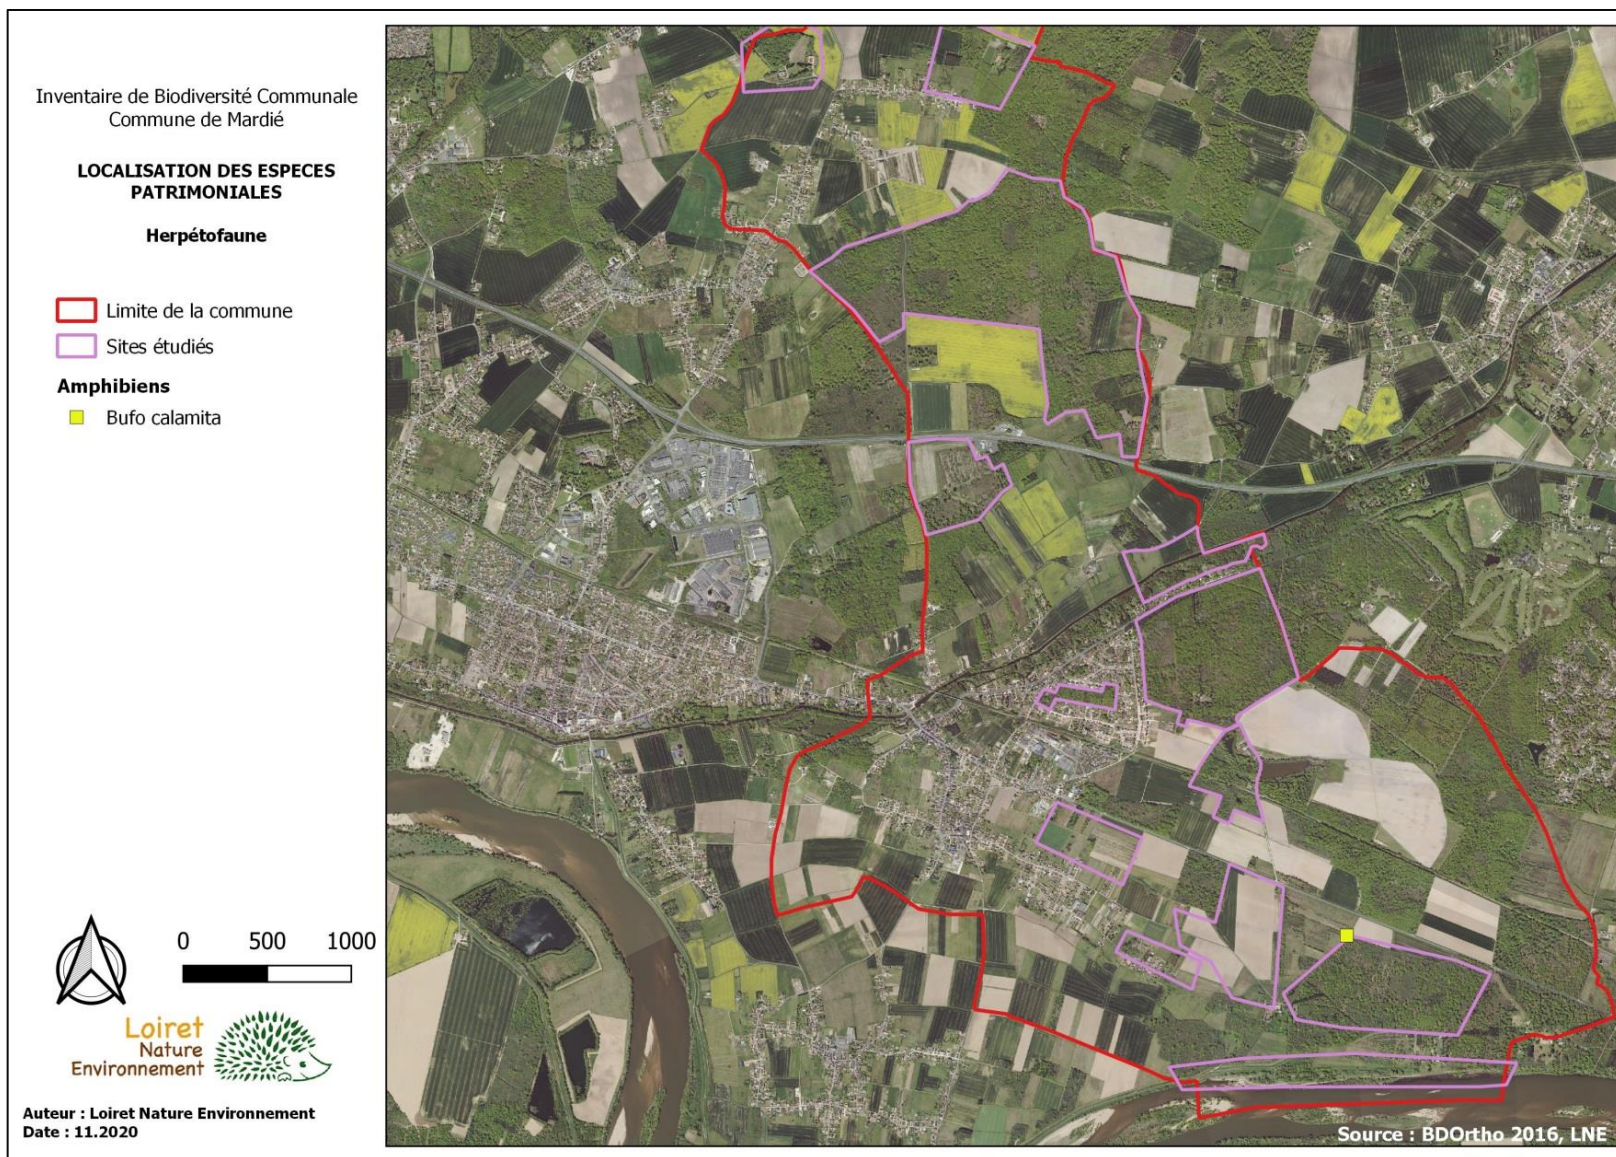 Inventaire de Biodiversité Communale
Commune de Mardié
LOCALISATION DES ESPECES
PATRIMONIALES
Herpétofaune
Limite de la commune
Sites étudiés
Amphibiens
Bufo calamita
0 500 1000
Loiret
Nature
Environnement
Auteur : Loiret Nature Environnement
Date : 11.2020
Source : BDOrtho 2016, LNE